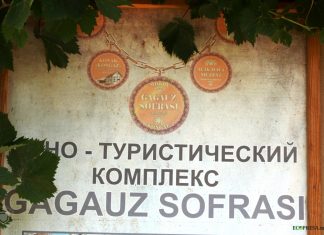 GAGAUZ
SOFRASI
НО - ТУРИСТИЧЕСКИЙ
КОМПЛЕКС
GAGAUZ SOFRASI